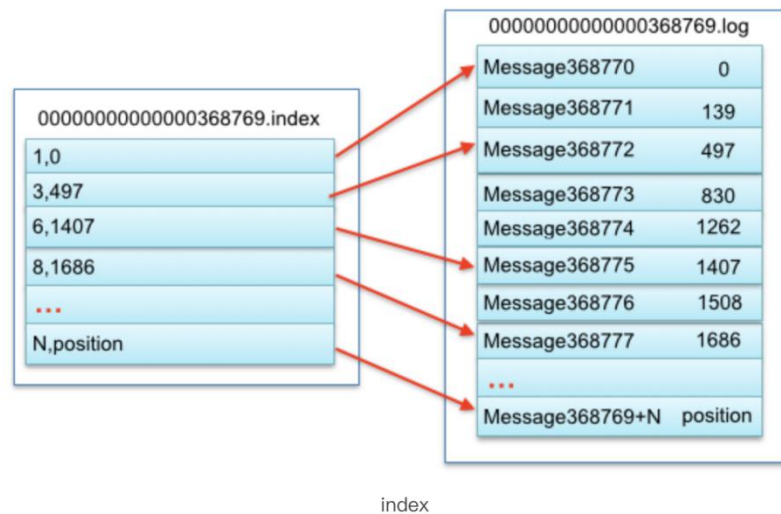 00000000000000368769.index
1,0
3,497
6,1407
8,1686
...
N,position
00000000000000368769.log
Message368770 0
Message368771 139
Message368772 497
Message368773 830
Message368774 1262
Message368775 1407
Message368776 1508
Message368777 1686
...
Message368769+N position
index